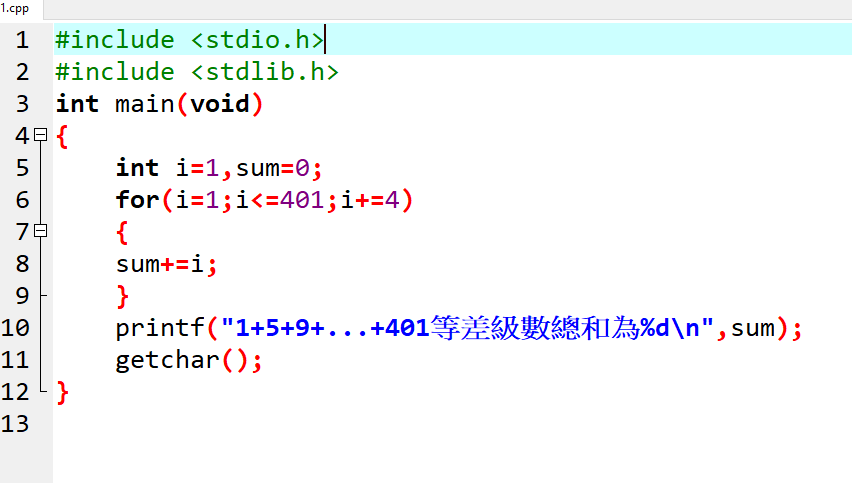 1.cpp
1 #include <stdio.h>
2 #include <stdlib.h>
3 int main(void)
4 {
5     int i=1,sum=0;
6     for(i=1;i<=401;i+=4)
7     {
8     sum+=i;
9     }
10     printf("1+5+9+...+401等差級數總和為%d\n",sum);
11     getchar();
12 }
13